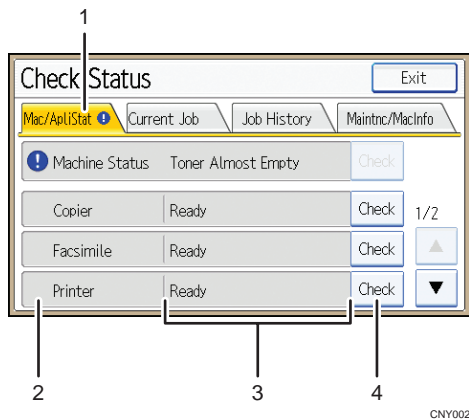 1
Check Status Exit
Mac/ApliStat Current Job Job History Maintnc/MacInfo
Machine Status Toner Almost Empty Check
Copier Ready Check 1/2
Facsimile Ready Check
Printer Ready Check
2 3 4
CNY002